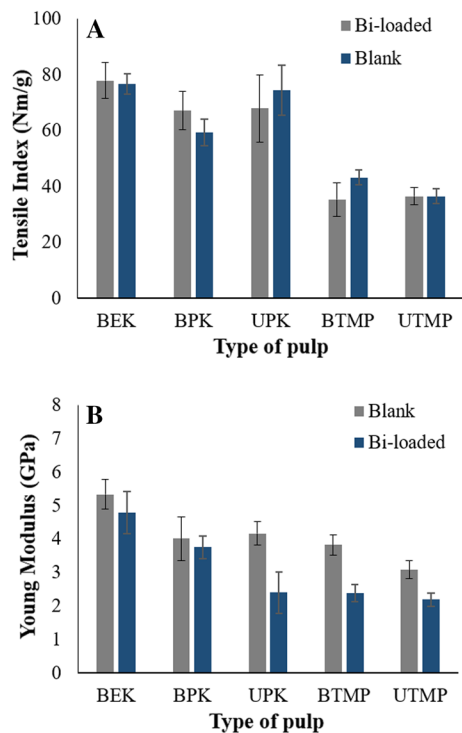 A
Bi-loaded
Blank
100
80
60
40
20
0
Tensile Index (Nm/g)
BEK BPK UPK BTMP UTMP
Type of pulp
B
Blank
Bi-loaded
8
7
6
5
4
3
2
1
0
Young Modulus (GPa)
BEK BPK UPK BTMP UTMP
Type of pulp